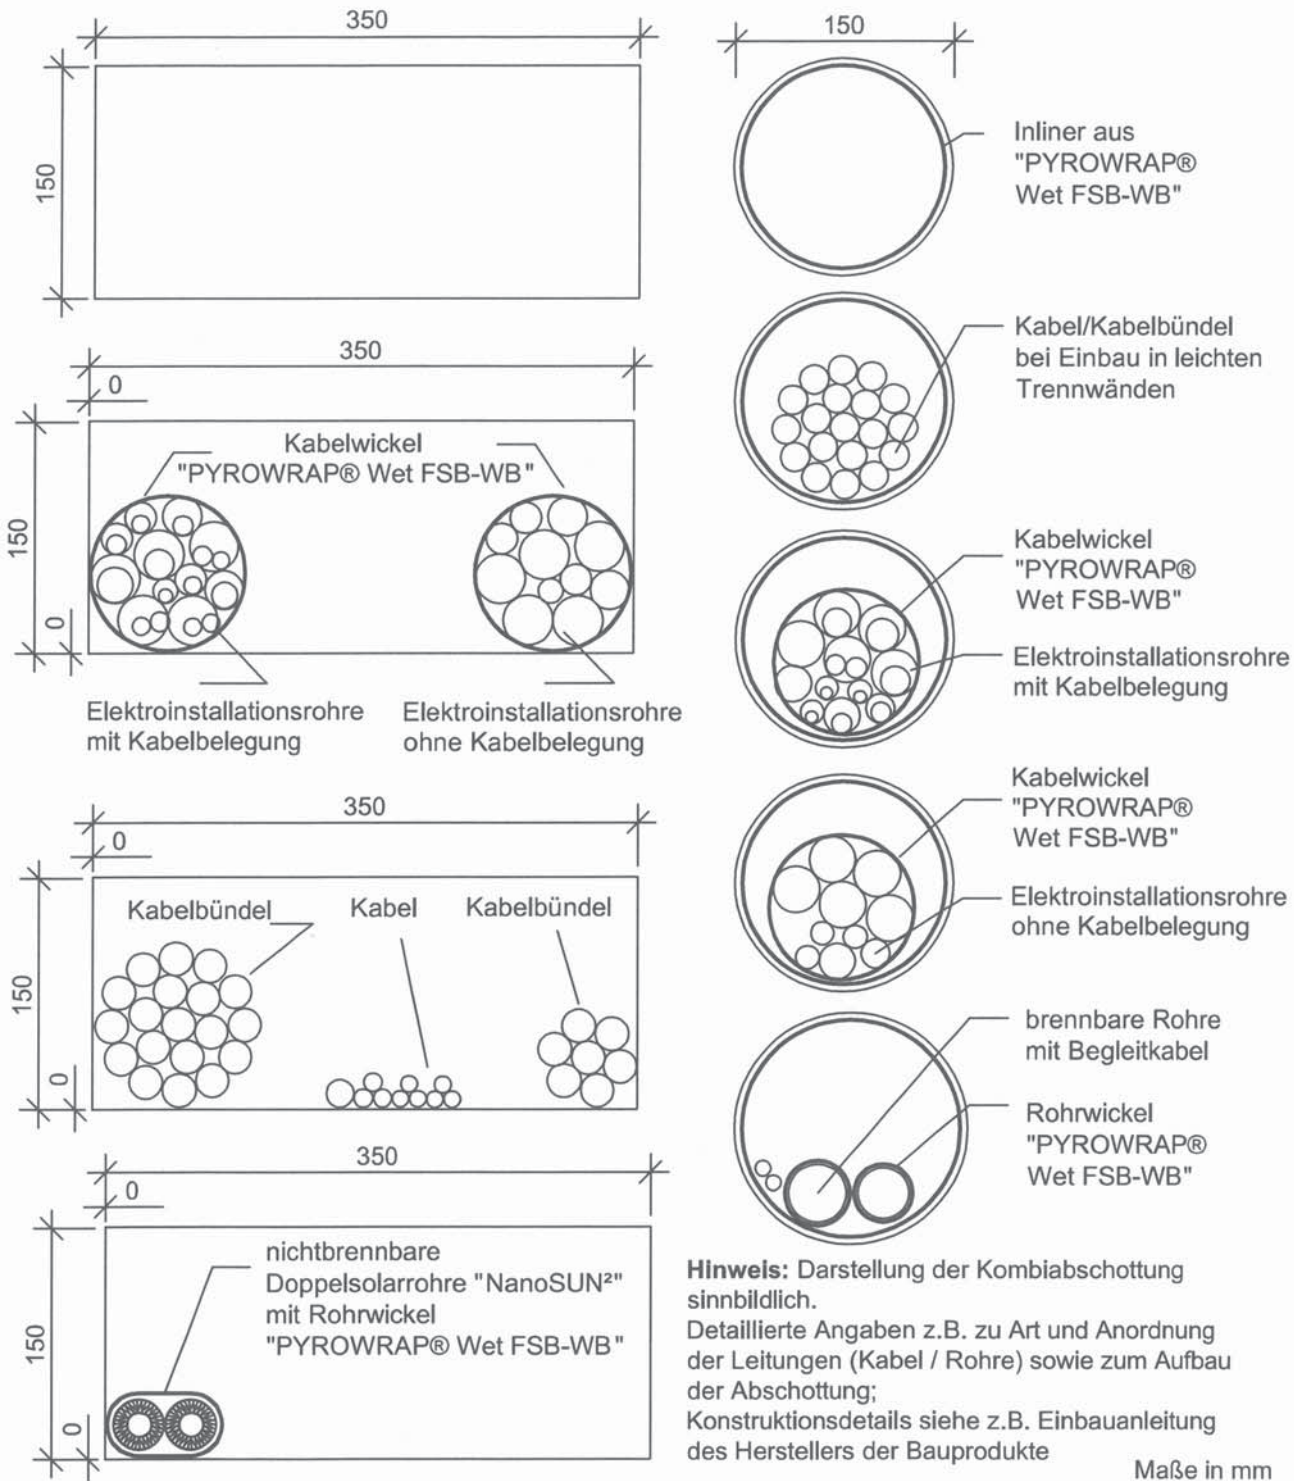 350
150
350
0
Kabelwickel
"PYROWRAP® Wet FSB-WB"
150
0
Elektroinstallationsrohre
mit Kabelbelegung
Elektroinstallationsrohre
ohne Kabelbelegung
350
0
Kabelbündel
Kabel
Kabelbündel
150
0
350
0
nichtbrennbare
Doppelsolarrohre "NanoSUN²"
mit Rohrwickel
"PYROWRAP® Wet FSB-WB"
150
0
150
Inliner aus
"PYROWRAP®
Wet FSB-WB"
Kabel/Kabelbündel
bei Einbau in leichten
Trennwänden
Kabelwickel
"PYROWRAP®
Wet FSB-WB"
Elektroinstallationsrohre
mit Kabelbelegung
Kabelwickel
"PYROWRAP®
Wet FSB-WB"
Elektroinstallationsrohre
ohne Kabelbelegung
brennbare Rohre
mit Begleitkabel
Rohrwickel
"PYROWRAP®
Wet FSB-WB"
Hinweis: Darstellung der Kombiabschottung
sinnbildlich.
Detaillierte Angaben z.B. zu Art und Anordnung
der Leitungen (Kabel / Rohre) sowie zum Aufbau
der Abschottung;
Konstruktionsdetails siehe z.B. Einbauanleitung
des Herstellers der Bauprodukte
Maße in mm